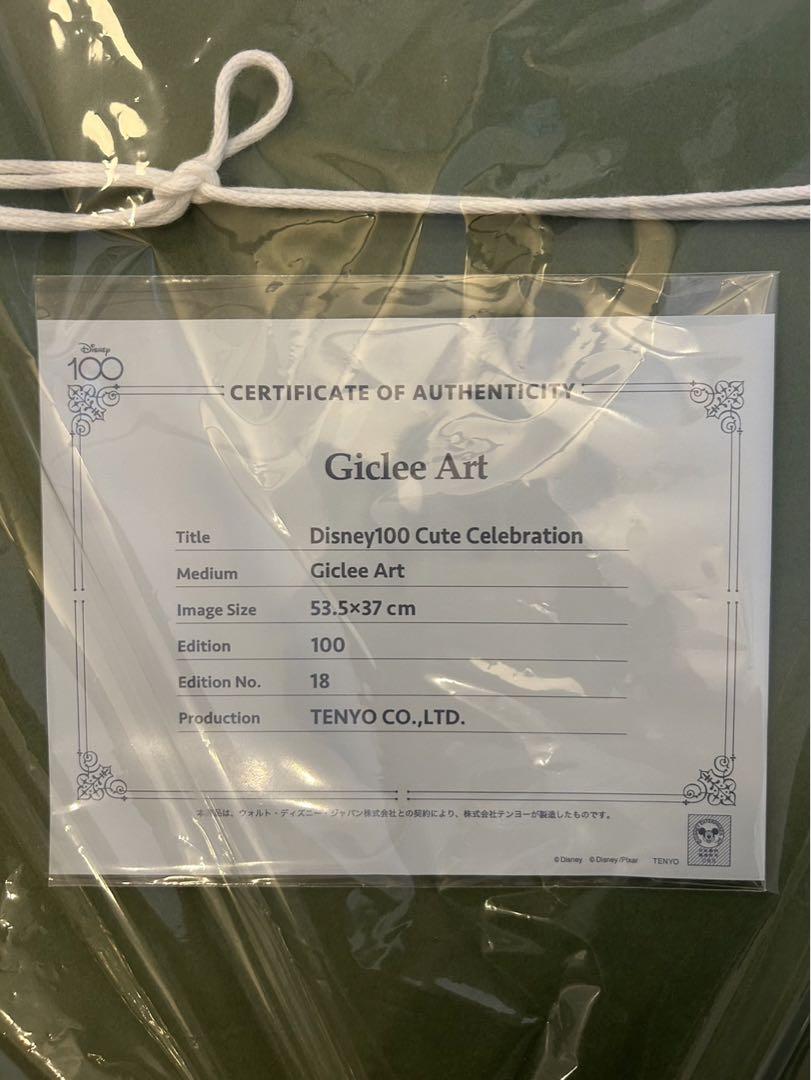 Disney
100
CERTIFICATE OF AUTHENTICITY
Giclee Art
Title Disney100 Cute Celebration
Medium Giclee Art
Image Size 53.5×37 cm
Edition 100
Edition No. 18
Production TENYO CO.,LTD.
本商品は、ウォルト・ディズニー・ジャパン株式会社との契約により、株式会社テンヨーが製造したものです。
©Disney ©Disney/Pixar TENYO